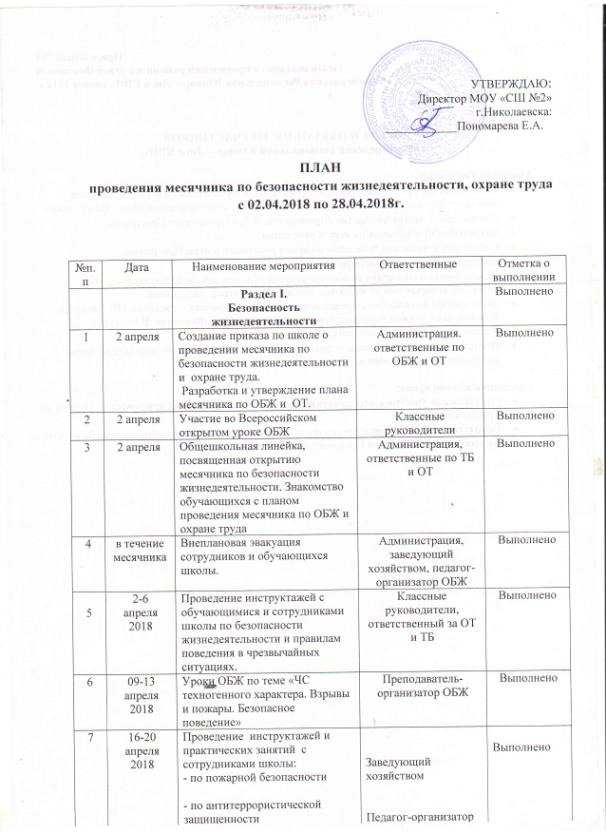 УТВЕРЖДАЮ:
Директор МОУ «СШ №2»
г.Николаевска:
Пономарева Е.А.
ПЛАН
проведения месячника по безопасности жизнедеятельности, охране труда
с 02.04.2018 по 28.04.2018г.
№п. п | Дата | Наименование мероприятия | Ответственные | Отметка о выполнении
Раздел I.
Безопасность
жизнедеятельности
Выполнено
1
2 апреля
Создание приказа по школе о
проведении месячника по
безопасности жизнедеятельности
и охране труда.
Разработка и утверждение плана
месячника по ОБЖ и ОТ.
Администрация.
ответственные по
ОБЖ и ОТ
Выполнено
2
2 апреля
Участие во Всероссийском
открытом уроке ОБЖ
Классные
руководители
Выполнено
3
2 апреля
Общешкольная линейка,
посвященная открытию
месячника по безопасности
жизнедеятельности. Знакомство
обучающихся с планом
проведения месячника по ОБЖ и
охране труда
Администрация,
ответственные по ТБ
и ОТ
Выполнено
4
в течение
месячника
Внеплановая эвакуация
сотрудников и обучающихся
школы.
Администрация,
заведующий
хозяйством, педагог-
организатор ОБЖ
Выполнено
5
2-6
апреля
2018
Проведение инструктажей с
обучающимися и сотрудниками
школы по безопасности
жизнедеятельности и правилам
поведения в чрезвычайных
ситуациях.
Классные
руководители,
ответственный за ОТ
и ТБ
Выполнено
6
09-13
апреля
2018
Уроки ОБЖ по теме «ЧС
техногенного характера. Взрывы
и пожары. Безопасное
поведение»
Преподаватель-
организатор ОБЖ
Выполнено
7
16-20
апреля
2018
Проведение инструктажей и
практических занятий с
сотрудниками школы:
- по пожарной безопасности
- по антитеррористической
защищенности
Заведующий
хозяйством
Педагог-организатор
Выполнено